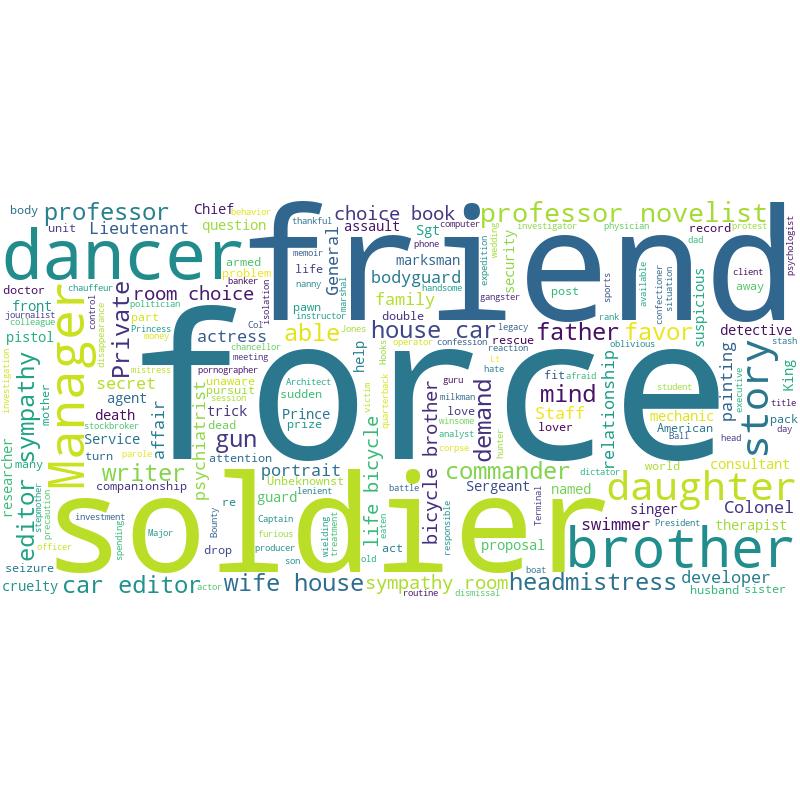 friend
force
soldier
dancer
brother
Manager
story
daughter
professor novelist
professor
choice book
Lieutenant
Chief
behavior
body
unit
question
General
thankful
assault
Sgt
computer
phone
marksman
bodyguard
family
double
house car
room choice
Private
actress
able
father
favor
mind
detective
suspicious
painting
King
record
physician
protest
psychologist
investigator
dad
client
away
security
expedition
wedding
instructor
memoir
life
nanny
marshal
pawn
isolation
armed
problem
banker
doctor
chauffeur
politician
front
journalist
colleague
pistol
control
part
Princess
money
disappearance
Col
chancellor
meeting
Jones
legacy
operator
confession
rescue
gangster
handsome
post
sports
rank
available
confectioner
situation
oblivious
stash
executive
title
pack
day
American
Ball
head
mechanic
student
world
consultant
relationship
Staff
lover
love
fit
afraid
reaction
Lt
hate
demand
guru
milkman
winsome
analyst
corpse
hunter
help
Hooks
quarterback
victim
secret
agent
mistress
pornographer
unaware
pursuit
session
Architect
sudden
Prince
prize
trick
dead
gun
attention
death
stockbroker
Service
parole
turn
affair
psychiatrist
writer
companionship
portrait
Unbeknownst
guard
lenient
life bicycle
bicycle brother
commander
Sergeant
named
dictator
responsible
battle
eaten
old
act
wielding
treatment
Captain
furious
producer
son
Bounty
re
drop
Major
spending
investment
editor sympathy
researcher
many
mother
investigation
stepmother
precaution
officer
seizure
cruelty
car editor
actor
wife house
sympathy room
routine
dismissal
headmistress
boat
proposal
Terminal
swimmer
singer
President
Colonel
therapist
developer
husband
sister